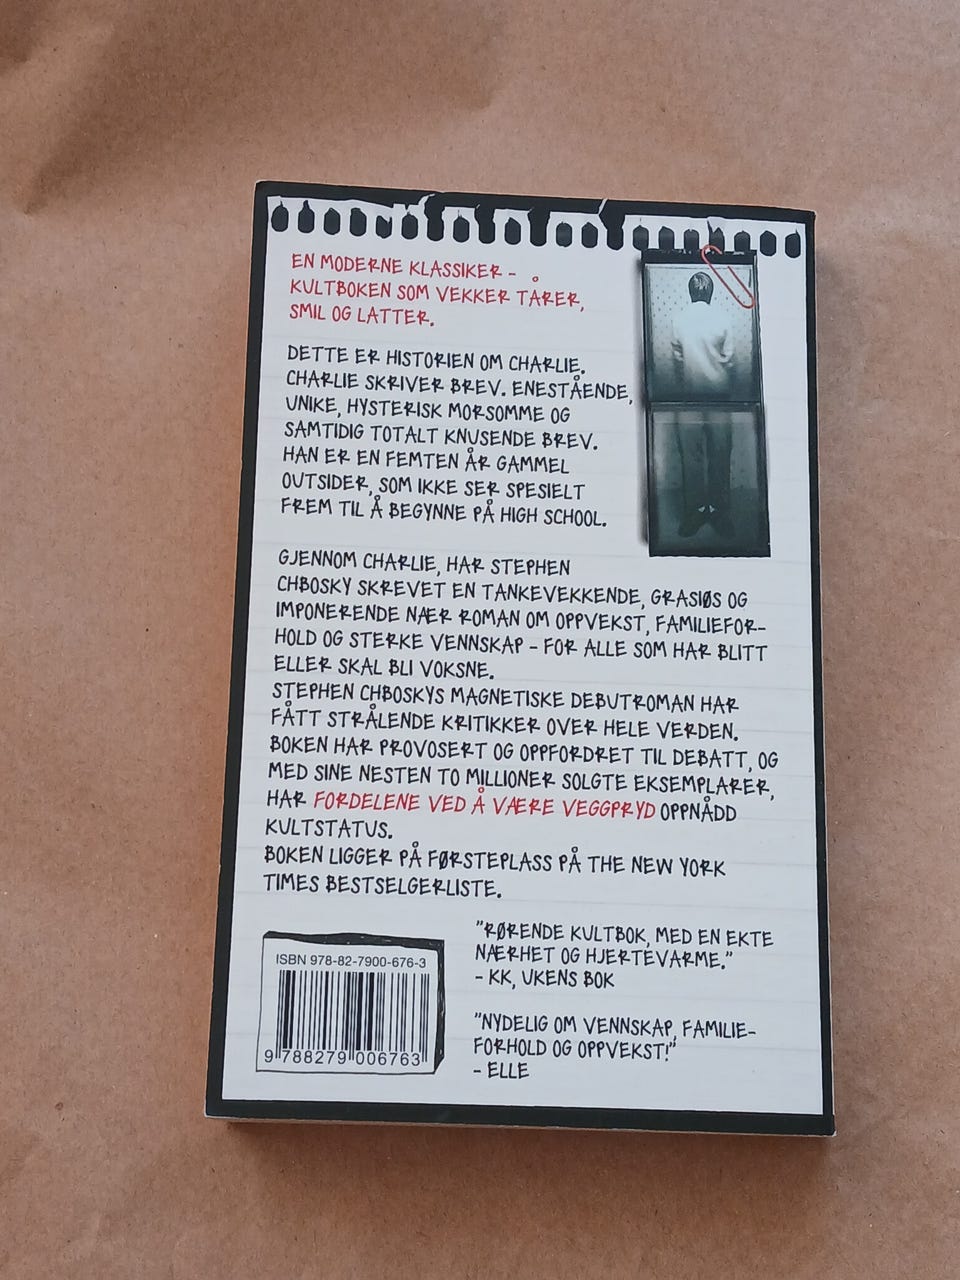 EN MODERNE KLASSIKER –
KULTBOKEN SOM VEKKER TÅRER,
SMIL OG LATTER.
DETTE ER HISTORIEN OM CHARLIE.
CHARLIE SKRIVER BREV. ENESTÅENDE,
UNIKE, HYSTERISK MORSOMME OG
SAMTIDIG TOTALT KNUSENDE BREV.
HAN ER EN FEMTEN ÅR GAMMEL
OUTSIDER, SOM IKKE SER SPESIELT
FREM TIL Å BEGYNNE PÅ HIGH SCHOOL.
GJENNOM CHARLIE, HAR STEPHEN
CHBOSKY SKREVET EN TANKEVEKKENDE, GRASIØS OG
IMPONERENDE NÆR ROMAN OM OPPVEKST, FAMILIEFOR-
HOLD OG STERKE VENNSKAP – FOR ALLE SOM HAR BLITT
ELLER SKAL BLI VOKSNE.
STEPHEN CHBOSKYS MAGNETISKE DEBUTROMAN HAR
FÅTT STRÅLENDE KRITIKKER OVER HELE VERDEN.
BOKEN HAR PROVOSERT OG OPPFORDRET TIL DEBATT, OG
MED SINE NESTEN TO MILLIONER SOLGTE EKSEMPLARER,
HAR FORDELENE VED Å VÆRE VEGGPRYD OPPNÅDD
KULTSTATUS.
BOKEN LIGGER PÅ FØRSTEPLASS PÅ THE NEW YORK
TIMES BESTSELGERLISTE.
"RØRENDE KULTBOK, MED EN EKTE
NÆRHET OG HJERTEVARME."
– KK, UKENS BOK
"NYDELIG OM VENNSKAP, FAMILIE-
FORHOLD OG OPPVEKST!"
– ELLE
ISBN 978-82-7900-676-3
9 788279 006763